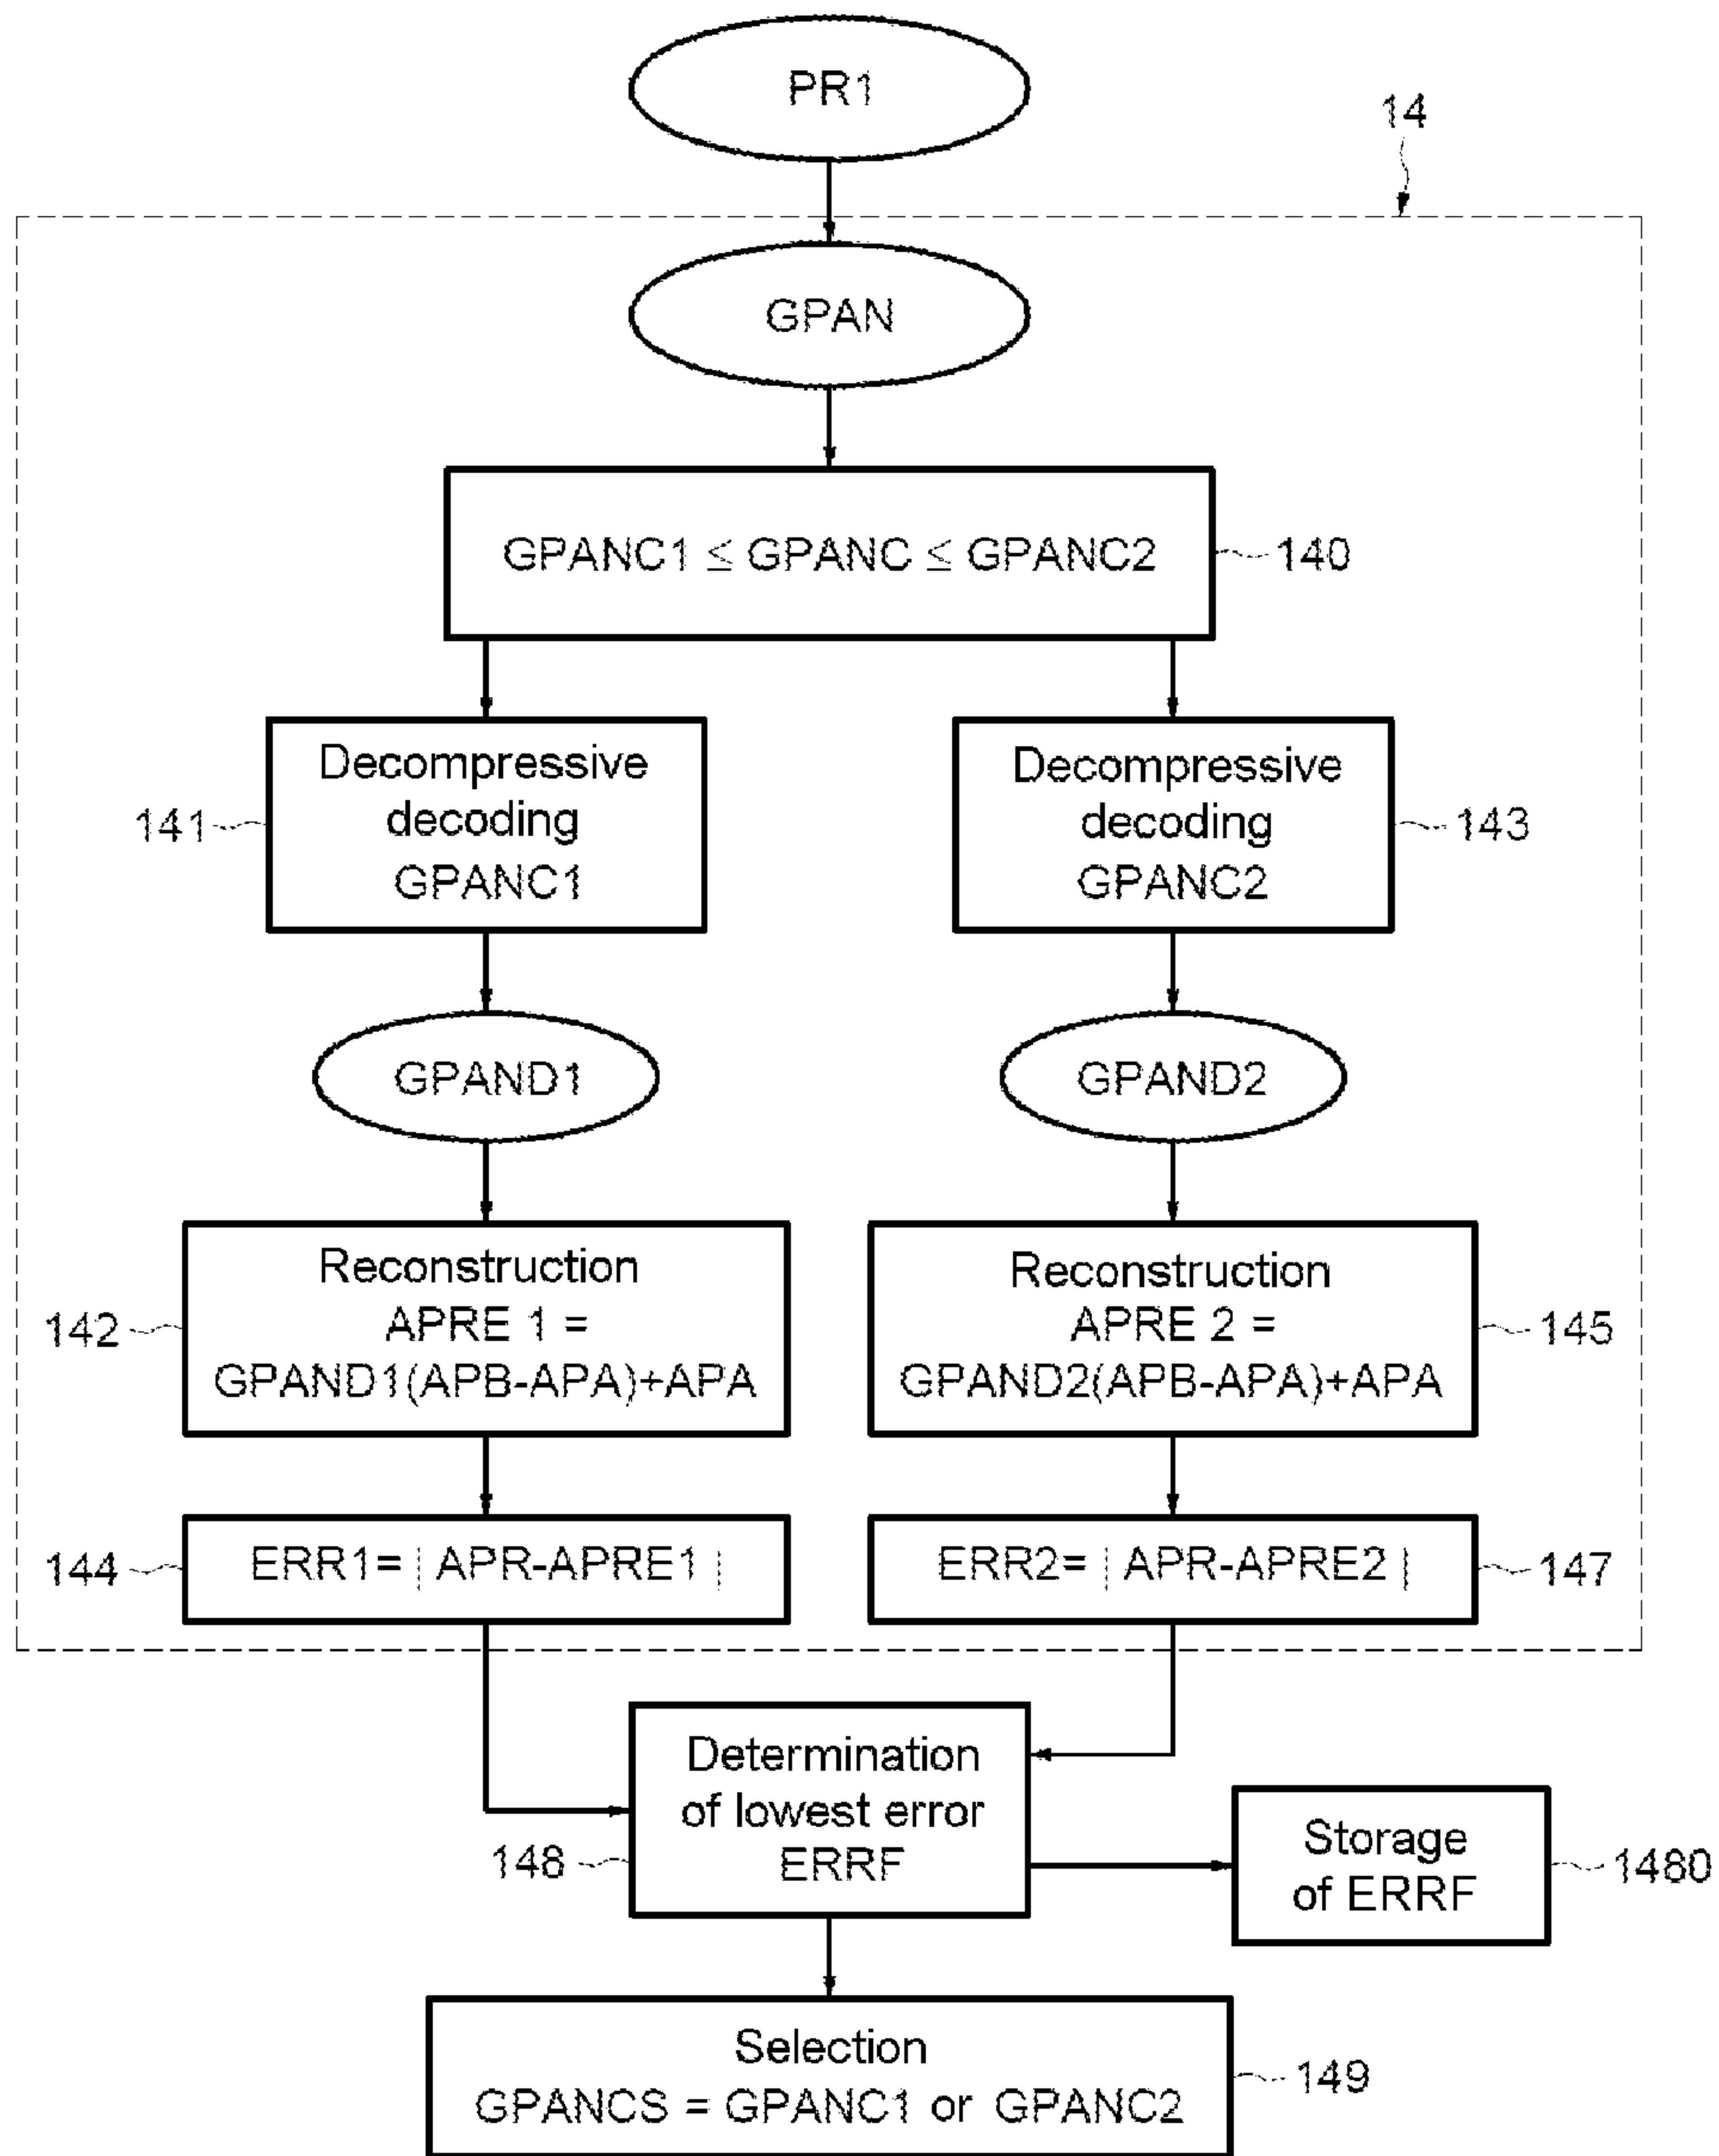 PR1
14
GPAN
GPANC1 ≤ GPANC ≤ GPANC2
140
Decompressive
decoding
GPANC1
141
Decompressive
decoding
GPANC2
143
GPAND1
GPAND2
Reconstruction
APRE 1 =
GPAND1(APB-APA)+APA
142
Reconstruction
APRE 2 =
GPAND2(APB-APA)+APA
145
144
ERR1= | APR-APRE1 |
ERR2= | APR-APRE2 |
147
Determination
of lowest error
ERRF
148
Storage
of ERRF
1480
Selection
GPANCS = GPANC1 or GPANC2
149